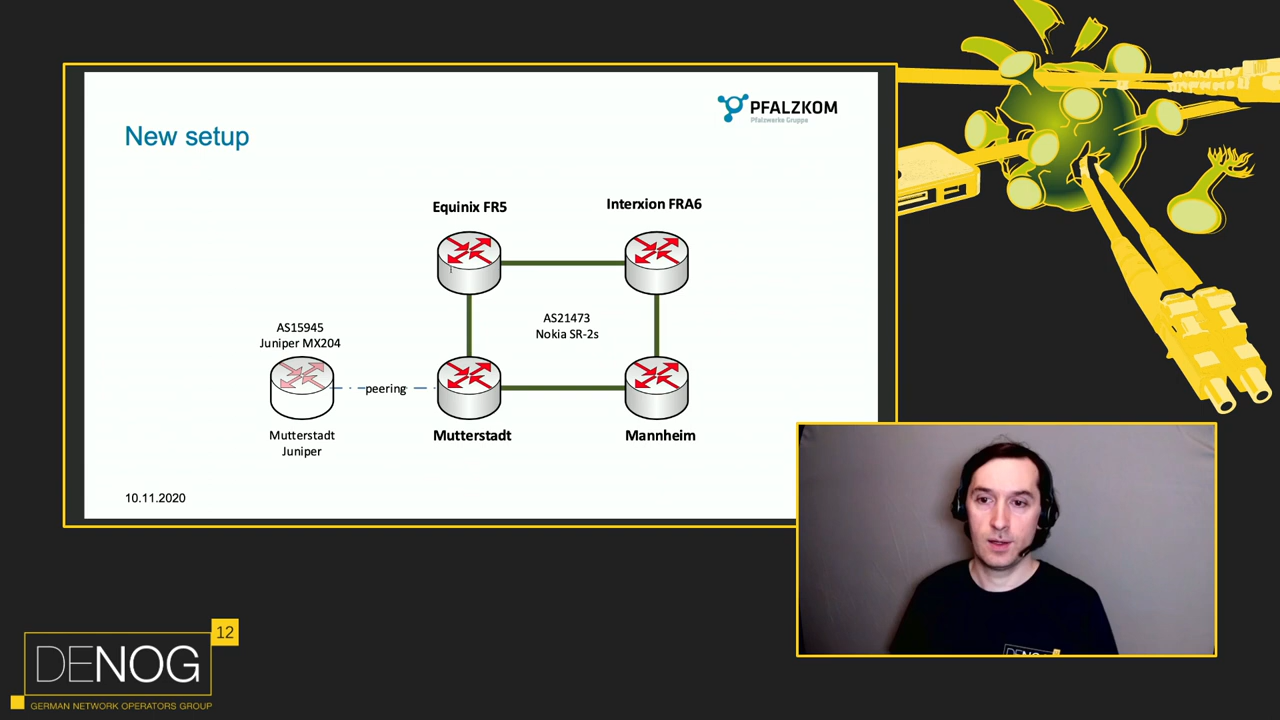 New setup
PFALZKOM
Pfalzwerke Gruppe
Equinix FR5
Interxion FRA6
AS15945
Juniper MX204
AS21473
Nokia SR-2s
peering
Mutterstadt
Juniper
Mutterstadt
Mannheim
10.11.2020
DENOG
12
DENOG
GERMAN NETWORK OPERATORS GROUP